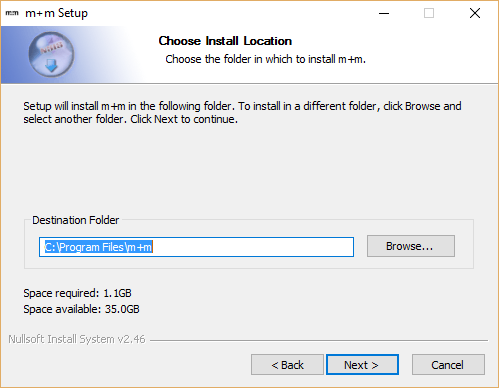 m+m m+m Setup
Choose Install Location
Choose the folder in which to install m+m.
Setup will install m+m in the following folder. To install in a different folder, click Browse and
select another folder. Click Next to continue.
Destination Folder
C:\Program Files\m+m
Browse...
Space required: 1.1GB
Space available: 35.0GB
Nullsoft Install System v2.46
< Back Next > Cancel